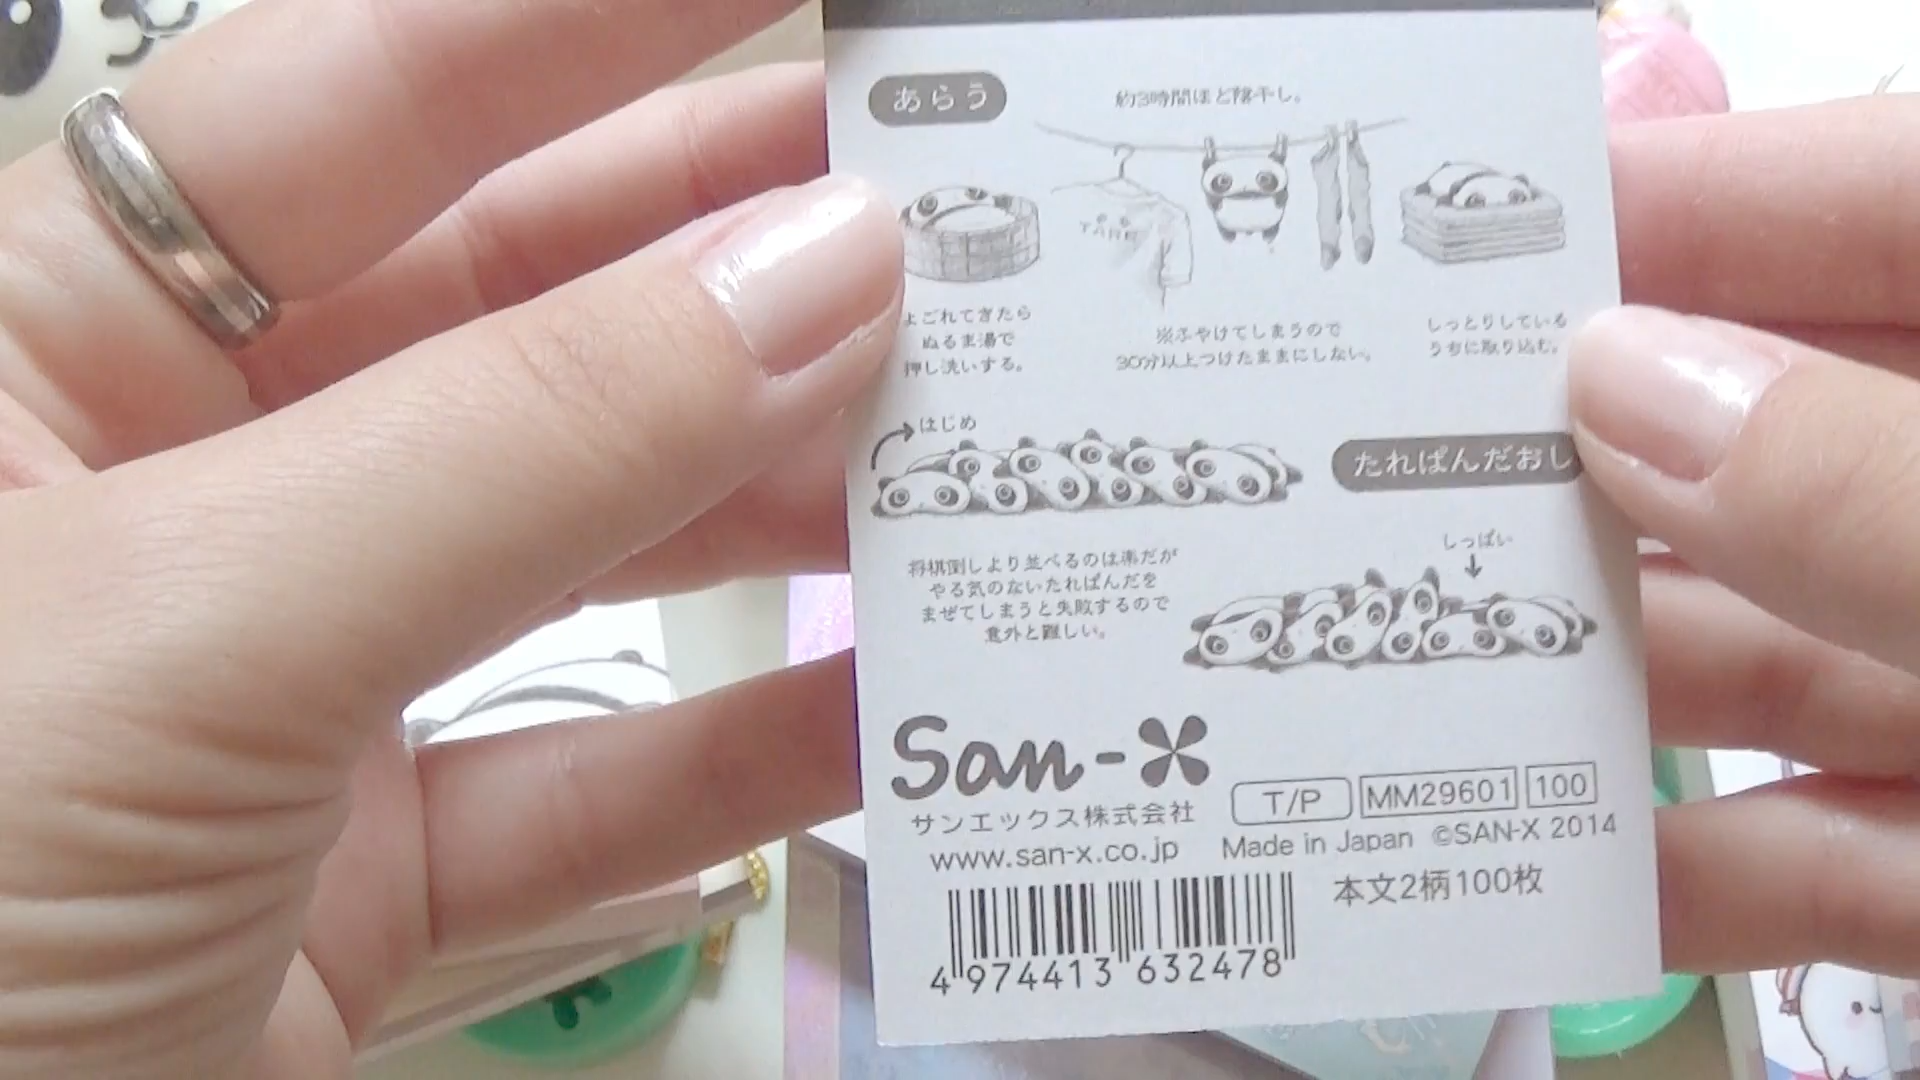 あらう
約3時間ほど陰干し。
TARE
よごれてきたら
ぬるま湯で
押し洗いする。
ふやけてしまうので
30分以上つけたままにしない。
しっとりしている
うちに取り込む。
はじめ
たれぱんだおし
将棋倒しより並べるのは楽だが
やる気のないたれぱんだを
まぜてしまうと失敗するので
意外と難しい。
しっぱい
San-X
サンエックス株式会社
T/P MM29601 100
www.san-x.co.jp Made in Japan ©SAN-X 2014
本文2柄100枚
4 974413 632478